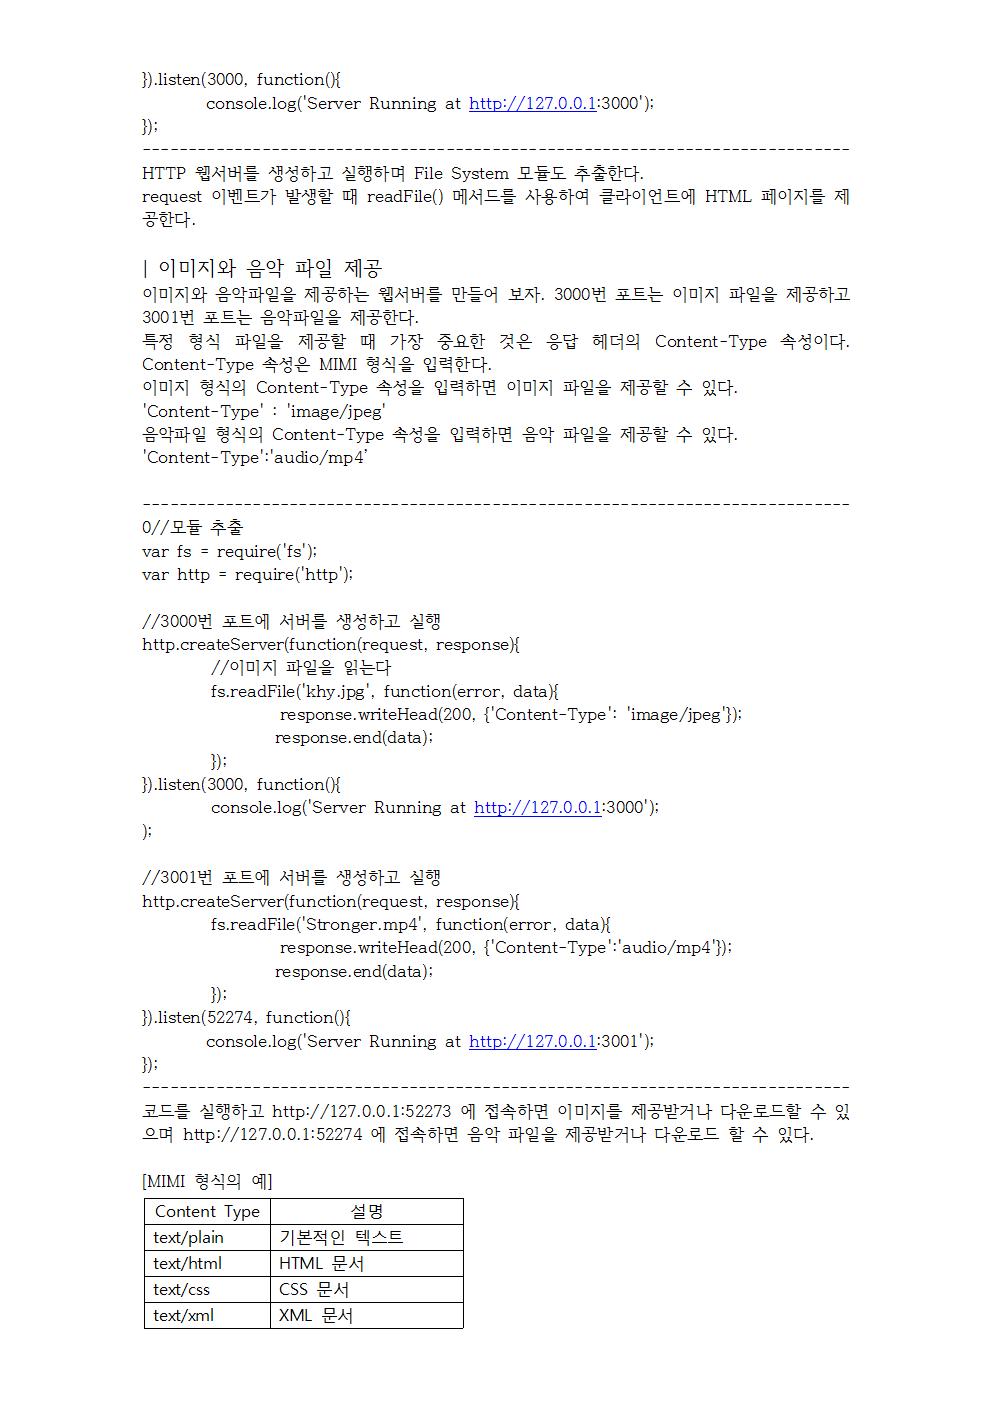 }).listen(3000, function(){
console.log('Server Running at http://127.0.0.1:3000');
});
--------------------------------------------------------------------------------
HTTP 웹서버를 생성하고 실행하며 File System 모듈도 추출한다.
request 이벤트가 발생할 때 readFile() 메서드를 사용하여 클라이언트에 HTML 페이지를 제
공한다.
| 이미지와 음악 파일 제공
이미지와 음악파일을 제공하는 웹서버를 만들어 보자. 3000번 포트는 이미지 파일을 제공하고
3001번 포트는 음악파일을 제공한다.
특정 형식 파일을 제공할 때 가장 중요한 것은 응답 헤더의 Content-Type 속성이다.
Content-Type 속성은 MIMI 형식을 입력한다.
이미지 형식의 Content-Type 속성을 입력하면 이미지 파일을 제공할 수 있다.
'Content-Type' : 'image/jpeg'
음악파일 형식의 Content-Type 속성을 입력하면 음악 파일을 제공할 수 있다.
'Content-Type':'audio/mp4’
--------------------------------------------------------------------------------
0//모듈 추출
var fs = require('fs');
var http = require('http');
//3000번 포트에 서버를 생성하고 실행
http.createServer(function(request, response){
//이미지 파일을 읽는다
fs.readFile('khy.jpg', function(error, data){
response.writeHead(200, {'Content-Type': 'image/jpeg'});
response.end(data);
});
}).listen(3000, function(){
console.log('Server Running at http://127.0.0.1:3000');
);
//3001번 포트에 서버를 생성하고 실행
http.createServer(function(request, response){
fs.readFile('Stronger.mp4', function(error, data){
response.writeHead(200, {'Content-Type':'audio/mp4'});
response.end(data);
});
}).listen(52274, function(){
console.log('Server Running at http://127.0.0.1:3001');
});
--------------------------------------------------------------------------------
코드를 실행하고 http://127.0.0.1:52273 에 접속하면 이미지를 제공받거나 다운로드할 수 있
으며 http://127.0.0.1:52274 에 접속하면 음악 파일을 제공받거나 다운로드 할 수 있다.
[MIMI 형식의 예]
Content Type 설명
text/plain 기본적인 텍스트
text/html HTML 문서
text/css CSS 문서
text/xml XML 문서